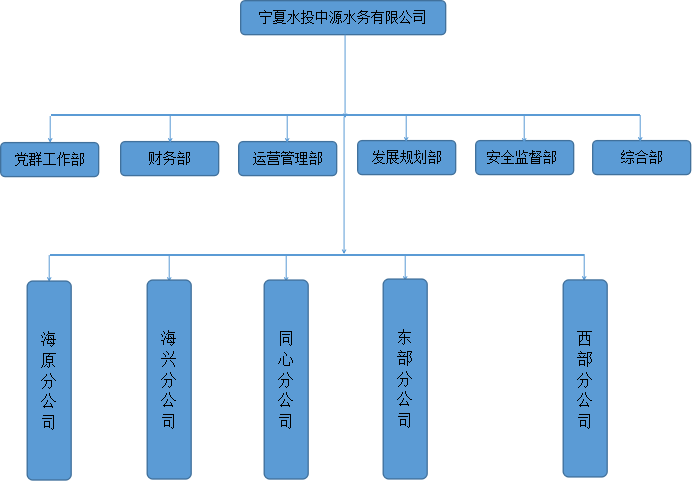 宁夏水投中源水务有限公司
党群工作部
财务部
运营管理部
发展规划部
安全监督部
综合部
海原分公司
海兴分公司
同心分公司
东部分公司
西部分公司